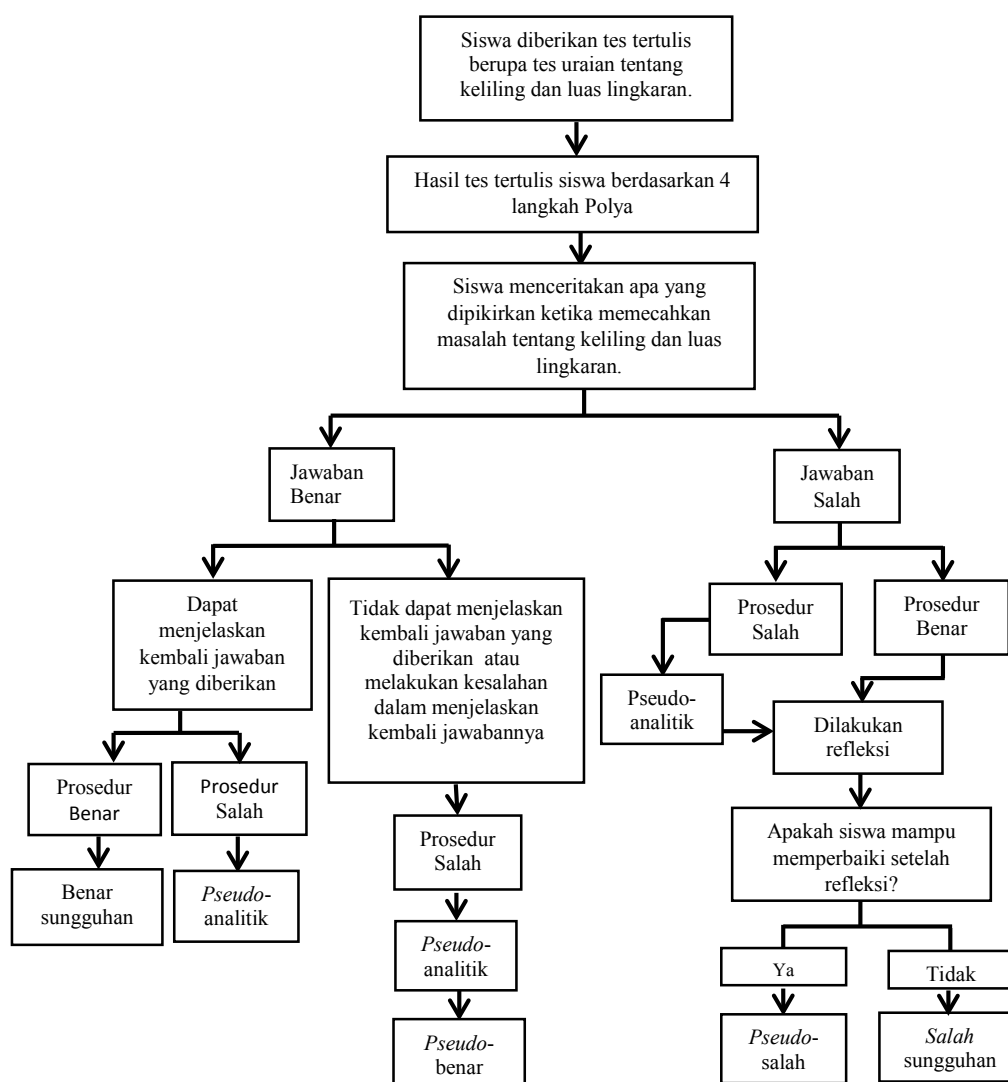 Siswa diberikan tes tertulis
berupa tes uraian tentang
keliling dan luas lingkaran.
Hasil tes tertulis siswa berdasarkan 4
langkah Polya
Siswa menceritakan apa yang
dipikirkan ketika memecahkan
masalah tentang keliling dan luas
lingkaran.
Jawaban
Benar
Jawaban
Salah
Dapat
menjelaskan
kembali jawaban
yang diberikan
Tidak dapat menjelaskan
kembali jawaban yang
diberikan atau
melakukan kesalahan
dalam menjelaskan
kembali jawabannya
Prosedur
Salah
Prosedur
Benar
Pseudo-
analitik
Dilakukan
refleksi
Prosedur
Benar
Prosedur
Salah
Prosedur
Salah
Apakah siswa mampu
memperbaiki setelah
refleksi?
Benar
sungguhan
Pseudo-
analitik
Pseudo-
analitik
Ya
Tidak
Pseudo-
benar
Pseudo-
salah
Salah
sungguhan